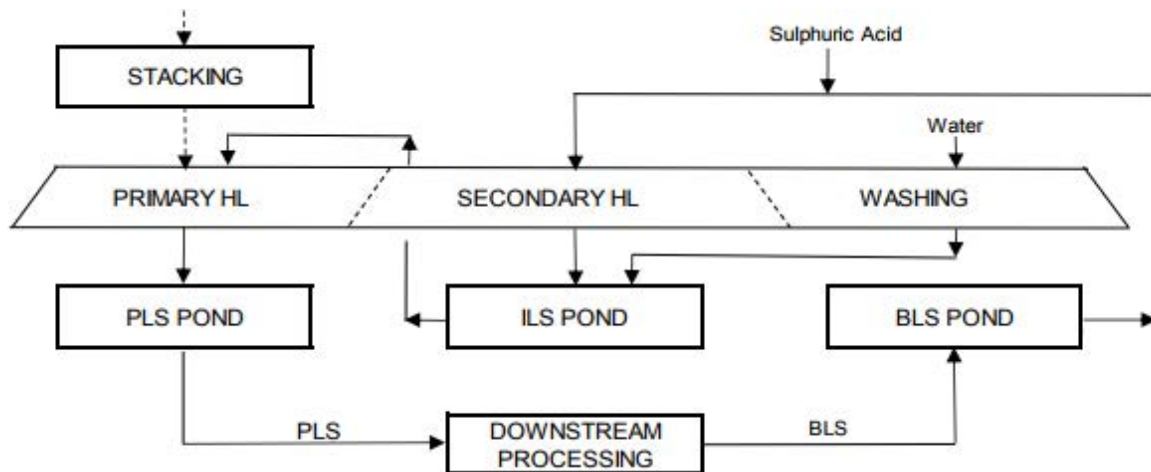 Sulphuric Acid
STACKING
Water
PRIMARY HL
SECONDARY HL
WASHING
PLS POND
ILS POND
BLS POND
PLS
DOWNSTREAM
PROCESSING
BLS